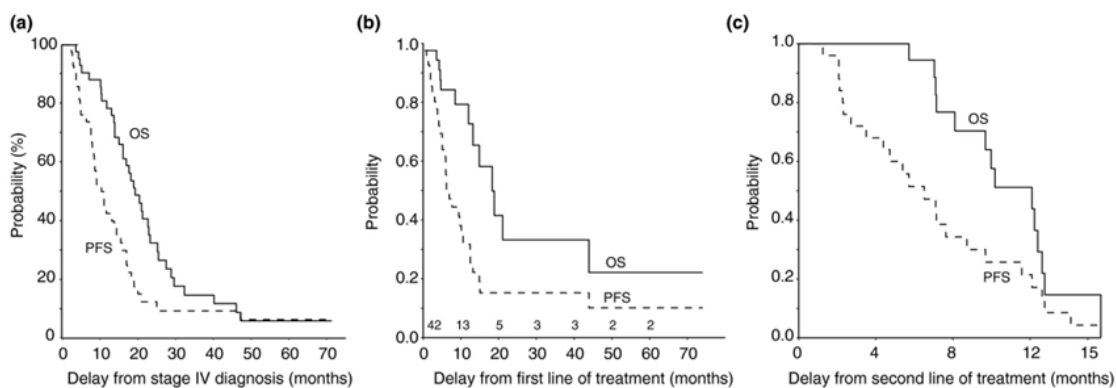 (a)
100
80
60
40
20
0
Probability (%)
OS
PFS
0 10 20 30 40 50 60 70
Delay from stage IV diagnosis (months)
(b)
1.0
0.8
0.6
0.4
0.2
0.0
Probability
OS
PFS
42 13 5 3 3 2 2
0 20 40 60
Delay from first line of treatment (months)
(c)
1.0
0.8
0.6
0.4
0.2
0.0
Probability
OS
PFS
0 4 8 12 15
Delay from second line of treatment (months)